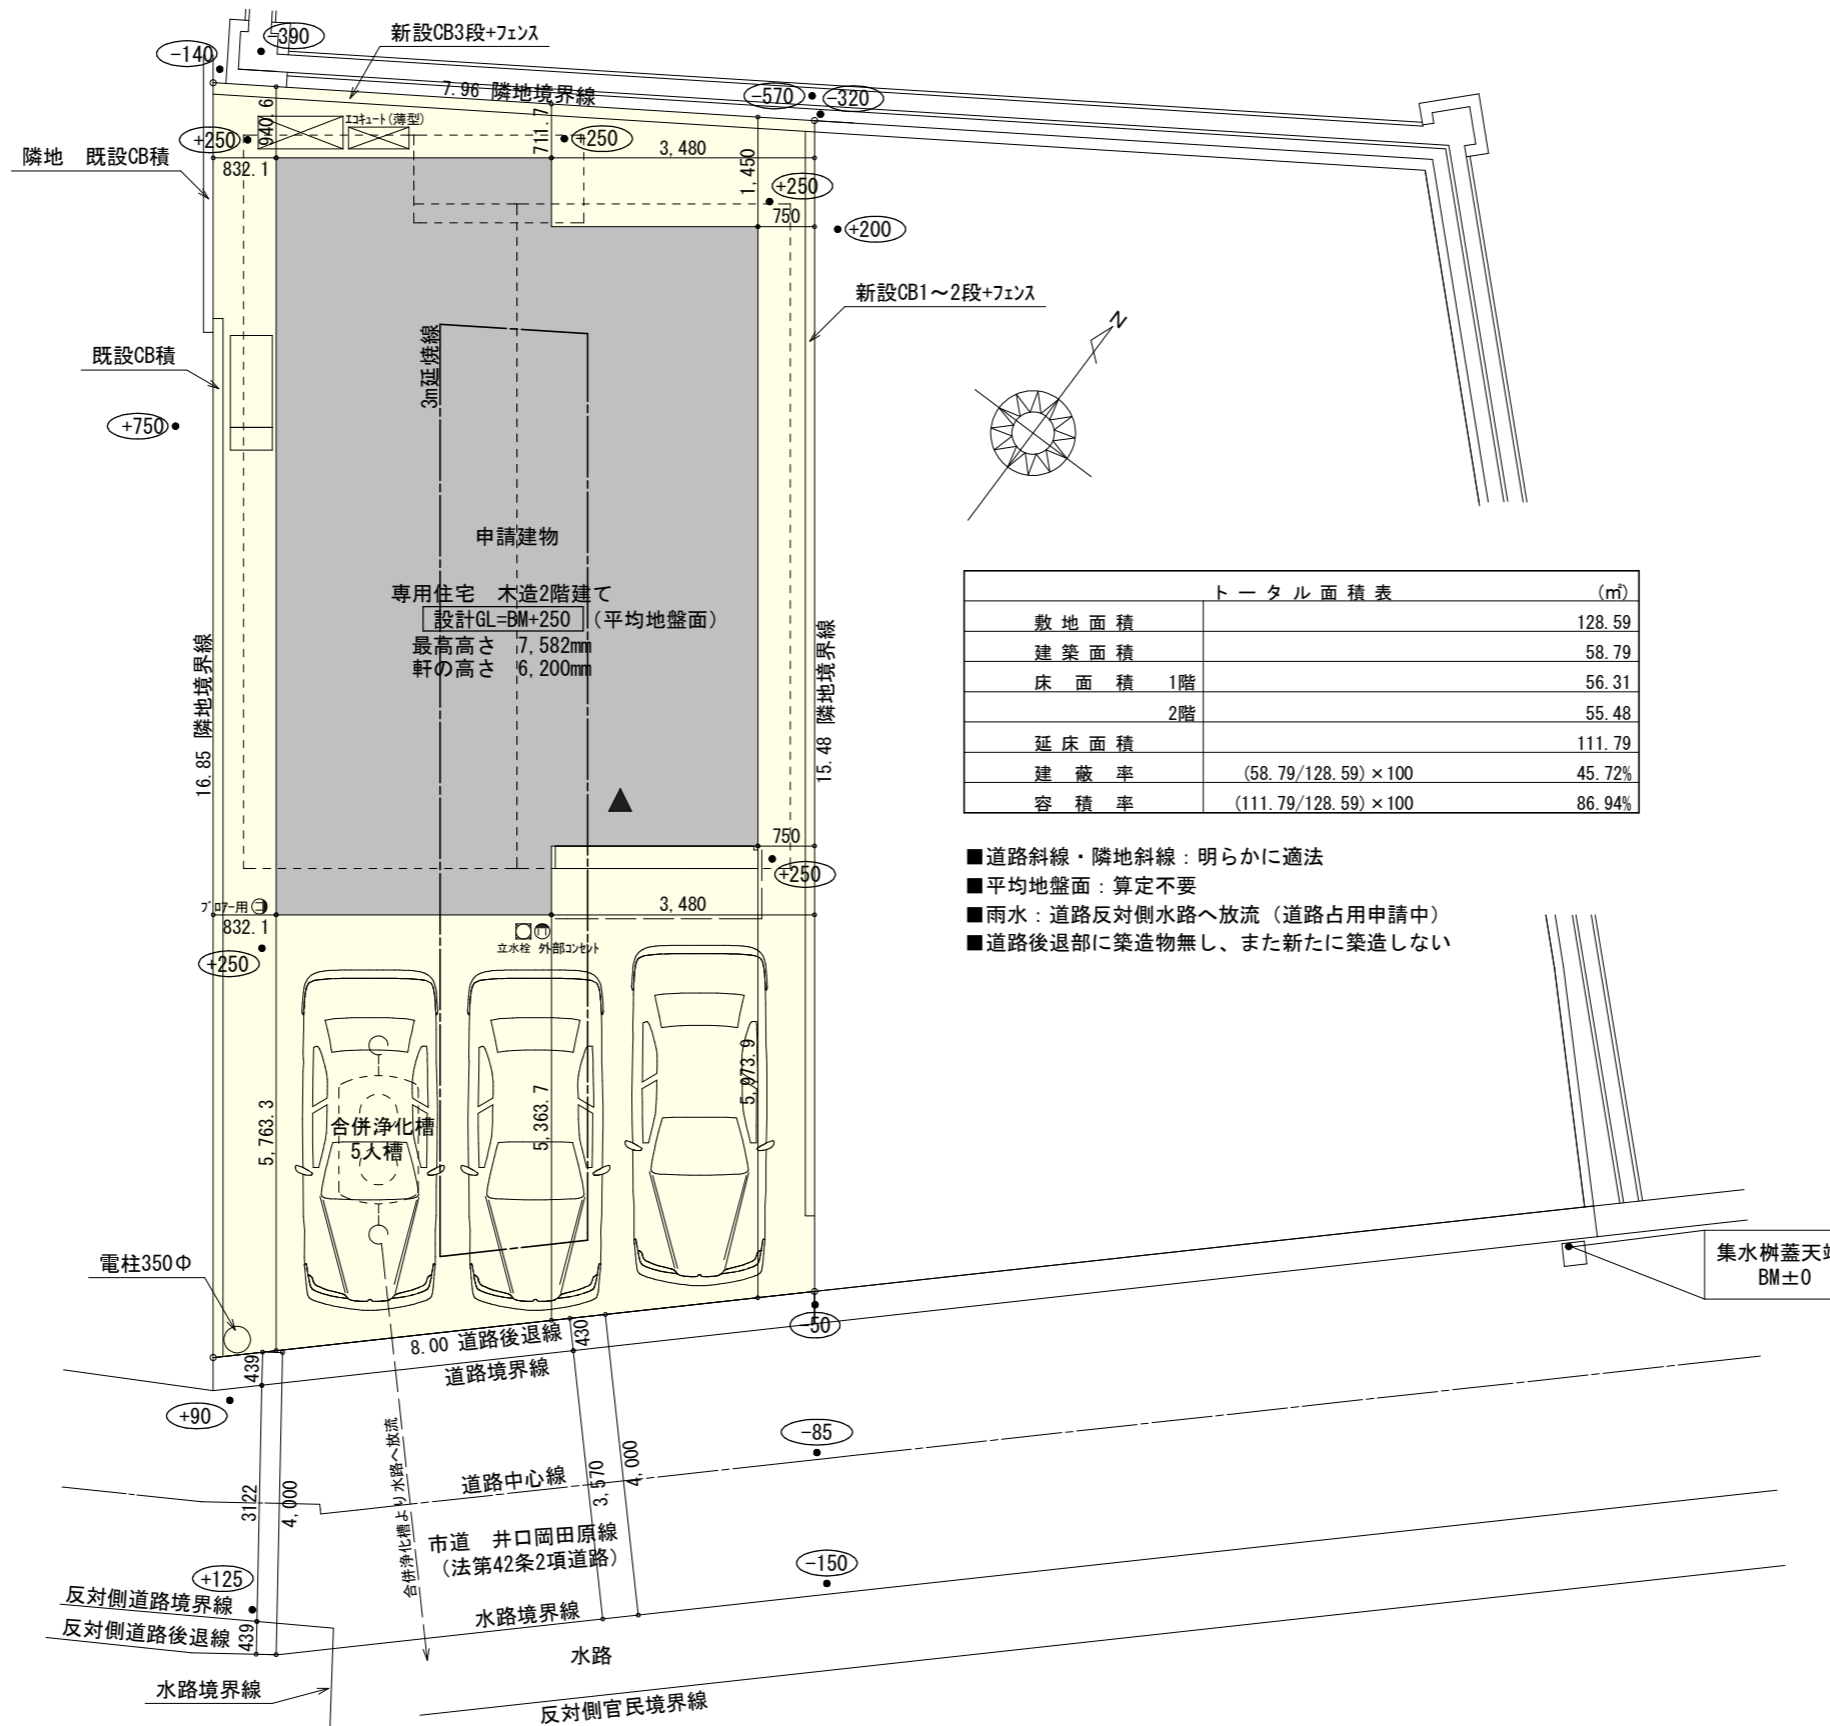 -390
新設CB3段+フェンス
-140
7.96 隣地境界線
-570
-320
940.6
711.7
エコキュート(薄型)
+250
+250
3,480
隣地　既設CB積
832.1
1,450
+250
750
+200
新設CB1～2段+フェンス
N
3m延焼線
既設CB積
+750
申請建物
専用住宅　木造2階建て
設計GL=BM+250 (平均地盤面)
最高高さ　7,582mm
軒の高さ　6,200mm
16.85 隣地境界線
15.48 隣地境界線
トータル面積表 (㎡)
敷地面積 128.59
建築面積 58.79
床面積 1階 56.31
2階 55.48
延床面積 111.79
建蔽率 (58.79/128.59)×100 45.72%
容積率 (111.79/128.59)×100 86.94%
■道路斜線・隣地斜線：明らかに適法
■平均地盤面：算定不要
■雨水：道路反対側水路へ放流（道路占用申請中）
■道路後退部に築造物無し、また新たに築造しない
750
+250
ブロアー用
832.1
3,480
立水栓 外部コンセント
+250
5,763.3
5,363.7
5,973.9
合併浄化槽
5人槽
電柱350Φ
集水桝蓋天端
BM±0
-50
8.00 道路後退線
430
道路境界線
439
+90
-85
道路中心線
3122
4,000
合併浄化槽より水路へ放流
3,570
4,000
市道　井口岡田原線
（法第42条2項道路）
-150
+125
反対側道路境界線
水路境界線
反対側道路後退線
439
水路
水路境界線
反対側官民境界線